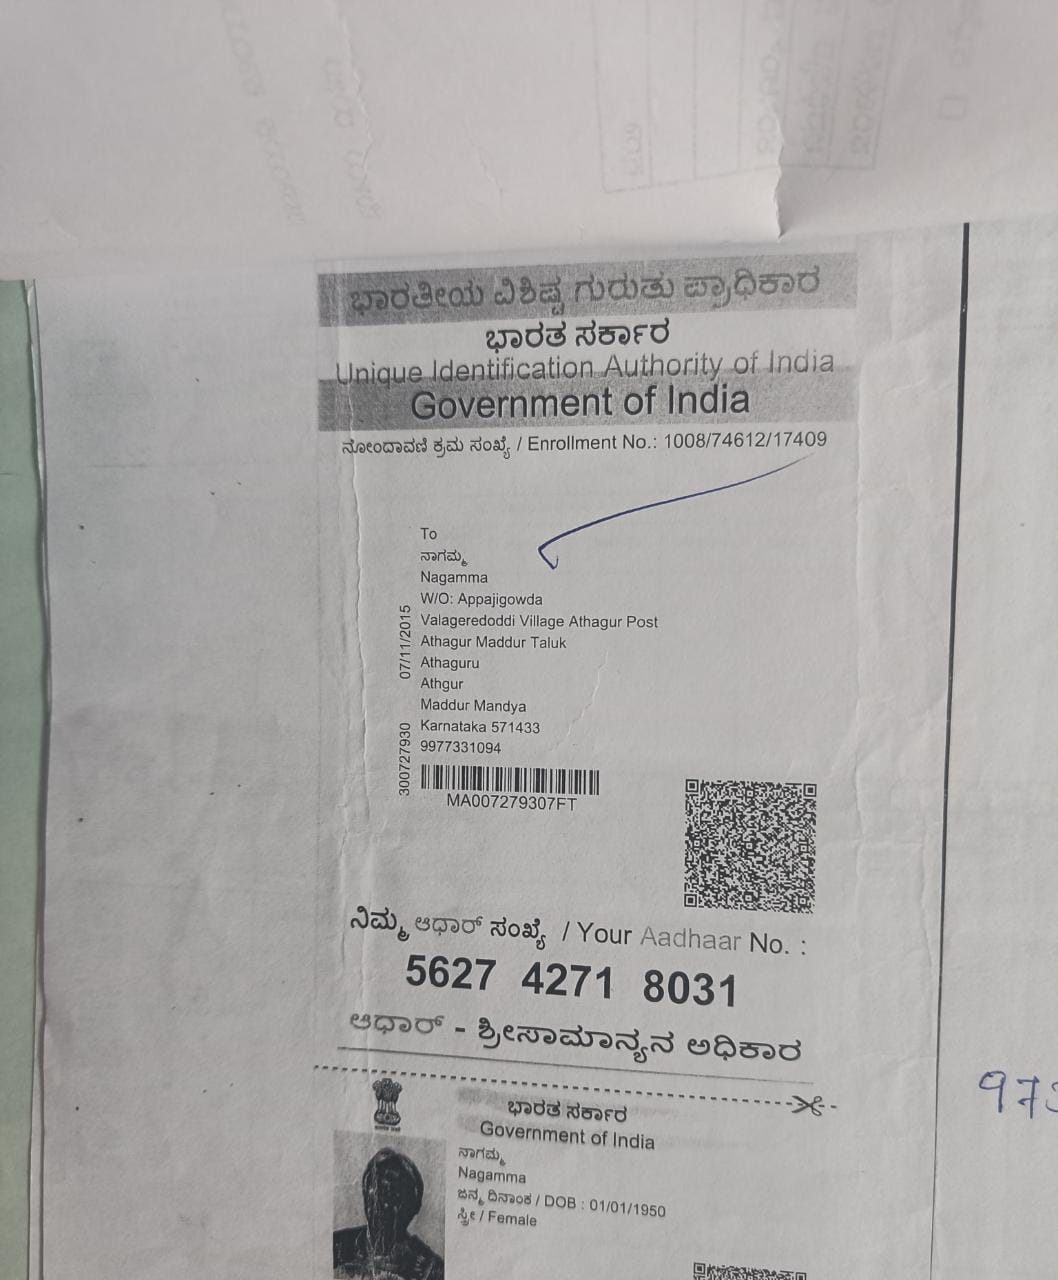 ಭಾರತೀಯ ವಿಶಿಷ್ಟ ಗುರುತು ಪ್ರಾಧಿಕಾರ
ಭಾರತ ಸರ್ಕಾರ
Unique Identification Authority of India
Government of India
ನೋಂದಾವಣಿ ಕ್ರಮ ಸಂಖ್ಯೆ / Enrollment No.: 1008/74612/17409
To
ನಾಗಮ್ಮ
Nagamma
W/O: Appajigowda
Valageredoddi Village Athagur Post
Athagur Maddur Taluk
Athaguru
Athgur
Maddur Mandya
Karnataka 571433
9977331094
07/11/2015
300727930
MA007279307FT
ನಿಮ್ಮ ಆಧಾರ್ ಸಂಖ್ಯೆ / Your Aadhaar No. :
5627 4271 8031
ಆಧಾರ್ - ಶ್ರೀಸಾಮಾನ್ಯನ ಅಧಿಕಾರ
ಭಾರತ ಸರ್ಕಾರ
Government of India
ನಾಗಮ್ಮ
Nagamma
ಜನ್ಮ ದಿನಾಂಕ / DOB : 01/01/1950
ಸ್ತ್ರೀ / Female